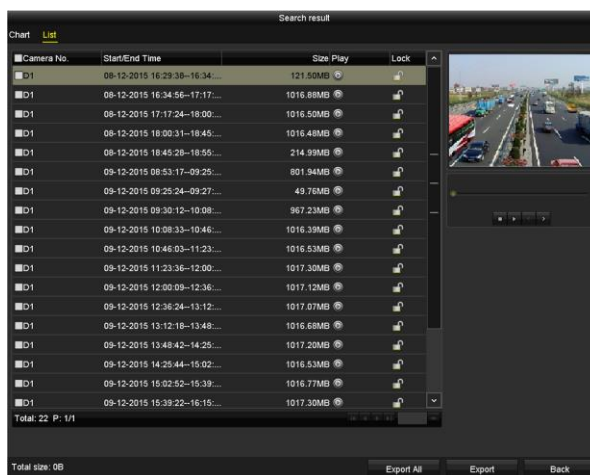 Search result
Chart List
Camera No. Start/End Time Size Play Lock
D1 08-12-2015 16:29:38--16:34:... 121.50MB
D1 08-12-2015 16:34:56--17:17:... 1016.88MB
D1 08-12-2015 17:17:24--18:00:... 1016.50MB
D1 08-12-2015 18:00:31--18:45:... 1016.48MB
D1 08-12-2015 18:45:28--18:55:... 214.99MB
D1 09-12-2015 08:53:17--09:25:... 801.94MB
D1 09-12-2015 09:25:24--09:27:... 49.76MB
D1 09-12-2015 09:30:12--10:08:... 967.23MB
D1 09-12-2015 10:08:33--10:46:... 1016.39MB
D1 09-12-2015 10:46:03--11:23:... 1016.53MB
D1 09-12-2015 11:23:36--12:00:... 1017.30MB
D1 09-12-2015 12:00:09--12:36:... 1017.12MB
D1 09-12-2015 12:36:24--13:12:... 1017.07MB
D1 09-12-2015 13:12:18--13:48:... 1016.68MB
D1 09-12-2015 13:48:42--14:25:... 1017.20MB
D1 09-12-2015 14:25:44--15:02:... 1016.53MB
D1 09-12-2015 15:02:52--15:39:... 1016.77MB
D1 09-12-2015 15:39:22--16:15:... 1017.30MB
Total: 22 P: 1/1
Total size: 0B Export All Export Back